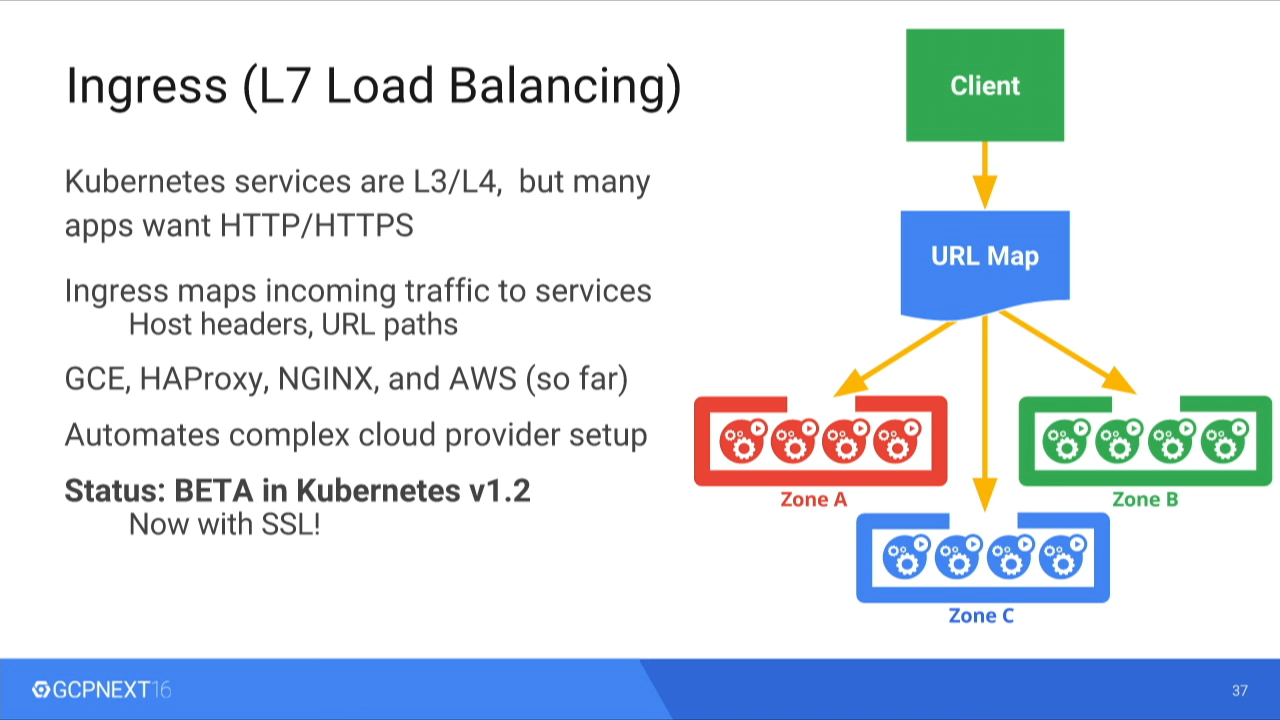 Ingress (L7 Load Balancing)
Kubernetes services are L3/L4, but many
apps want HTTP/HTTPS
Ingress maps incoming traffic to services
Host headers, URL paths
GCE, HAProxy, NGINX, and AWS (so far)
Automates complex cloud provider setup
Status: BETA in Kubernetes v1.2
Now with SSL!
Client
URL Map
Zone A
Zone B
Zone C
GCPNEXT16
37